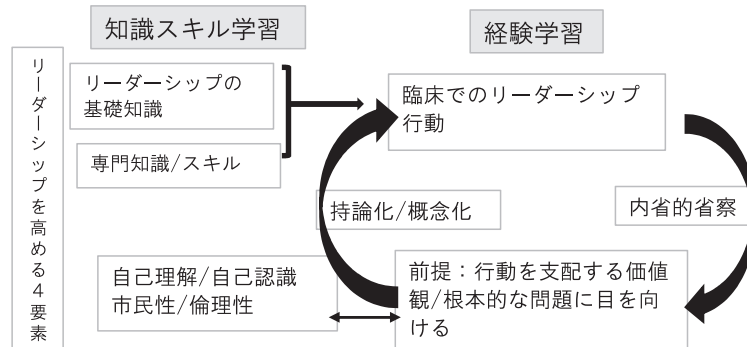 知識スキル学習
経験学習
リーダーシップを高める4要素
リーダーシップの
基礎知識
専門知識/スキル
臨床でのリーダーシップ
行動
持論化/概念化
内省的省察
自己理解/自己認識
市民性/倫理性
前提：行動を支配する価値
観/根本的な問題に目を向
ける